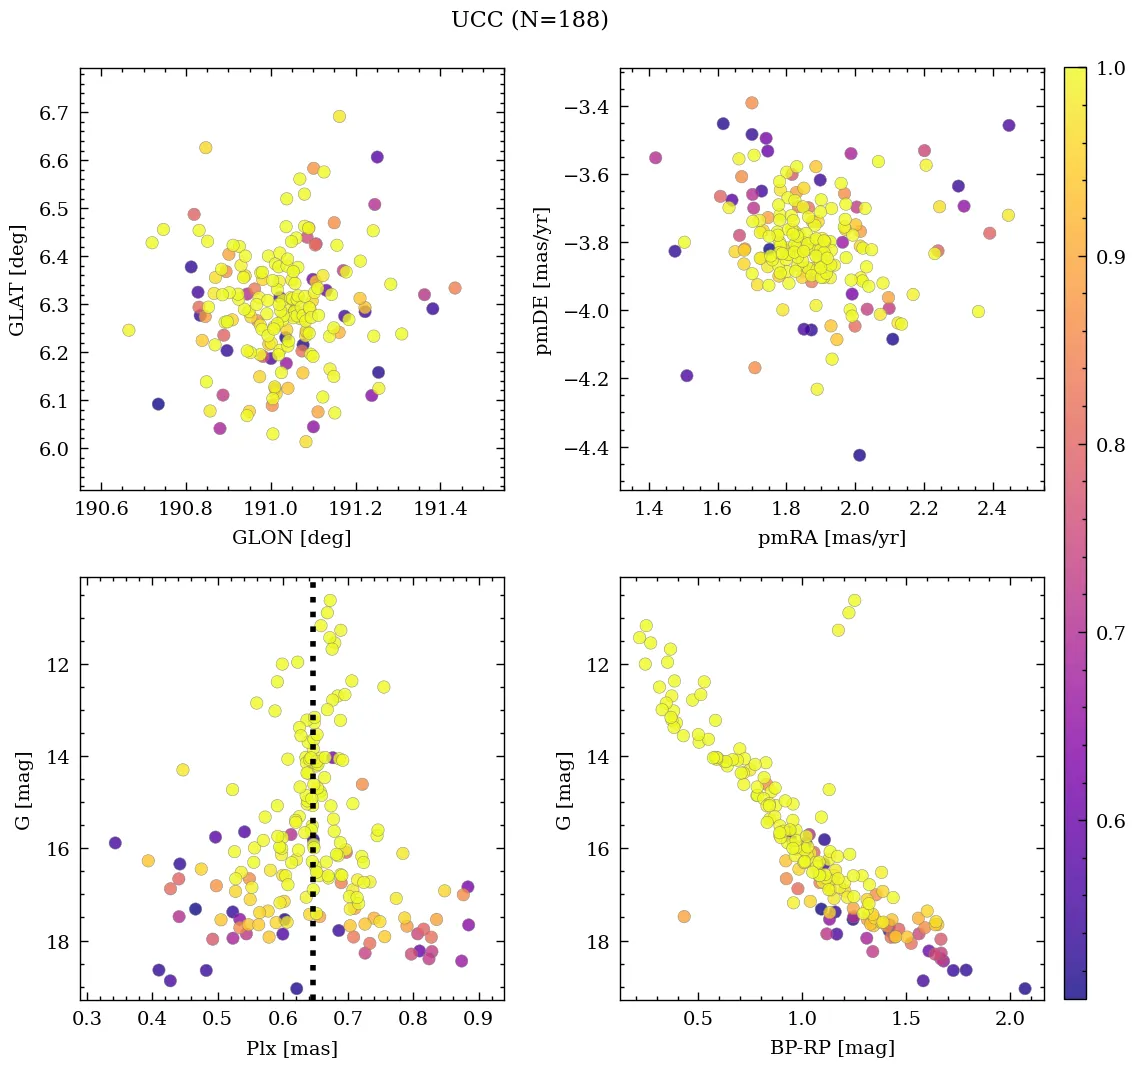 UCC (N=188)
6.7
6.6
6.5
6.4
6.3
6.2
6.1
6.0
GLAT [deg]
190.6 190.8 191.0 191.2 191.4
GLON [deg]
−3.4
−3.6
−3.8
−4.0
−4.2
−4.4
pmDE [mas/yr]
1.4 1.6 1.8 2.0 2.2 2.4
pmRA [mas/yr]
12
14
16
18
G [mag]
0.3 0.4 0.5 0.6 0.7 0.8 0.9
Plx [mas]
12
14
16
18
G [mag]
0.5 1.0 1.5 2.0
BP-RP [mag]
1.0
0.9
0.8
0.7
0.6